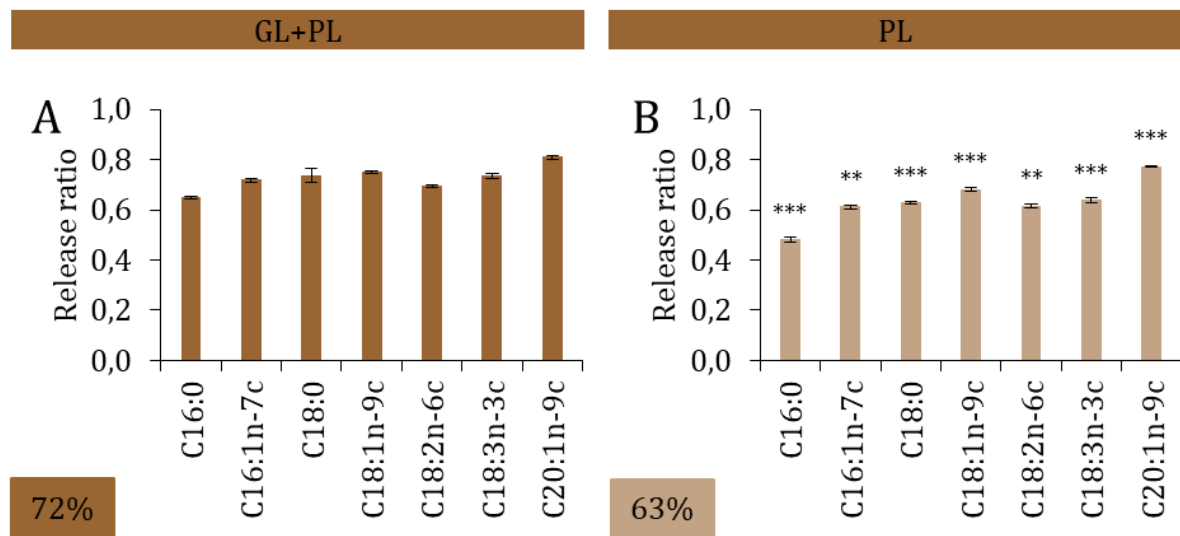 GL+PL
A
Release ratio
1,0
0,8
0,6
0,4
0,2
0,0
C16:0
C16:1n-7c
C18:0
C18:1n-9c
C18:2n-6c
C18:3n-3c
C20:1n-9c
72%
PL
B
Release ratio
1,0
0,8
0,6
0,4
0,2
0,0
***
**
***
***
**
***
***
C16:0
C16:1n-7c
C18:0
C18:1n-9c
C18:2n-6c
C18:3n-3c
C20:1n-9c
63%